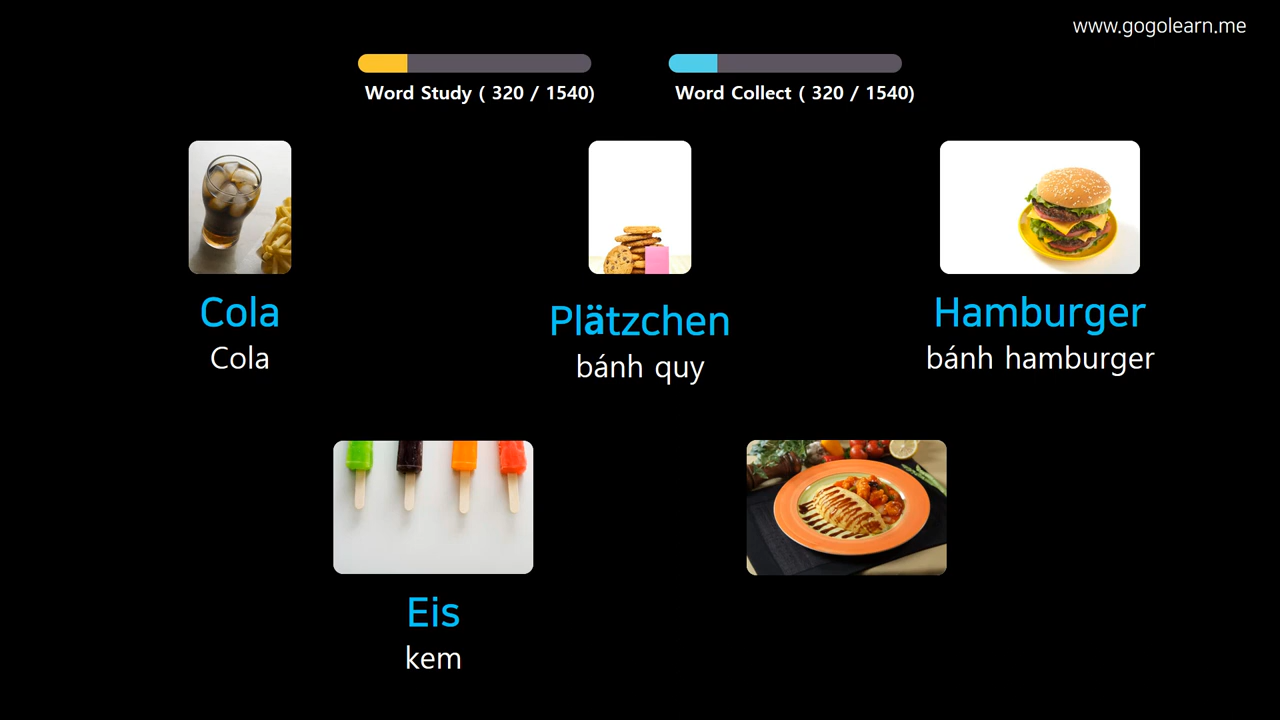 www.gogolearn.me
Word Study ( 320 / 1540)
Word Collect ( 320 / 1540)
Cola
Cola
Plätzchen
bánh quy
Hamburger
bánh hamburger
Eis
kem